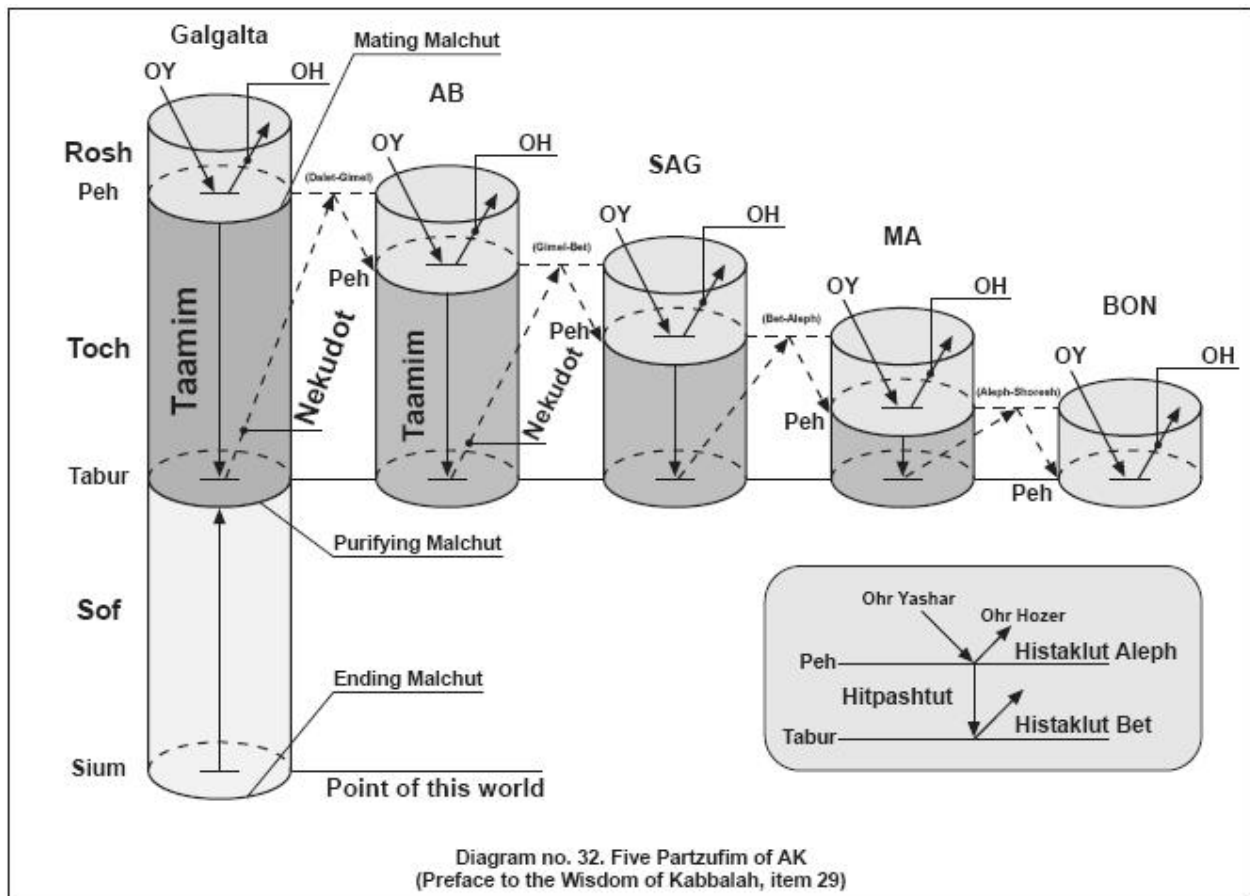 Galgalta
Mating Malchut
OY
OH
AB
Rosh
Peh
(Dalet-Gimel)
OY
OH
SAG
Peh
(Gimel-Bet)
OY
OH
MA
Toch
Taamim
Nekudot
Taamim
Nekudot
Peh
(Bet-Aleph)
OY
OH
BON
Peh
(Aleph-Shoresh)
OY
OH
Tabur
Peh
Purifying Malchut
Sof
Ending Malchut
Sium
Point of this world
Ohr Yashar
Ohr Hozer
Peh
Histaklut Aleph
Hitpashtut
Histaklut Bet
Tabur
Diagram no. 32. Five Partzufim of AK
(Preface to the Wisdom of Kabbalah, item 29)